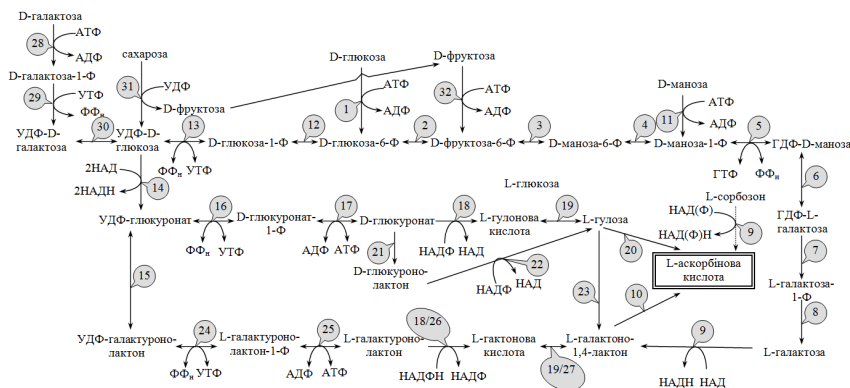 D-галактоза
28
АТФ
АДФ
D-галактоза-1-Ф
29
УТФ
ФФн
УДФ-D-
галактоза
30
сахароза
31
УДФ
D-фруктоза
УДФ-D-
глюкоза
13
ФФн УТФ
D-глюкоза-1-Ф
12
D-глюкоза
1
АТФ
АДФ
D-глюкоза-6-Ф
2
D-фруктоза
32
АТФ
АДФ
D-фруктоза-6-Ф
3
D-маноза-6-Ф
4
D-маноза
11
АТФ
АДФ
D-маноза-1-Ф
5
ГТФ
ФФн
ГДФ-D-маноза
6
ГДФ-L-
галактоза
7
L-галактоза-1-Ф
8
L-галактоза
2НАД
2НАДН
14
УДФ-глюкуронат
16
ФФн УТФ
D-глюкуронат-
1-Ф
17
АДФ АТФ
D-глюкуронат
18
НАДФ НАД
L-глюкоза
L-гулонова
кислота
19
L-гулоза
20
L-сорбозон
НАД(Ф)
НАД(Ф)Н
9
L-аскорбінова
кислота
21
D-глюкуроно-
лактон
22
НАДФ
НАД
23
10
15
УДФ-галактуроно-
лактон
24
ФФн УТФ
L-галактуроно-
лактон-1-Ф
25
АДФ АТФ
L-галактуроно-
лактон
18/26
НАДФН НАДФ
L-гактонова
кислота
19/27
L-галактоно-
1,4-лактон
9
НАДН НАД